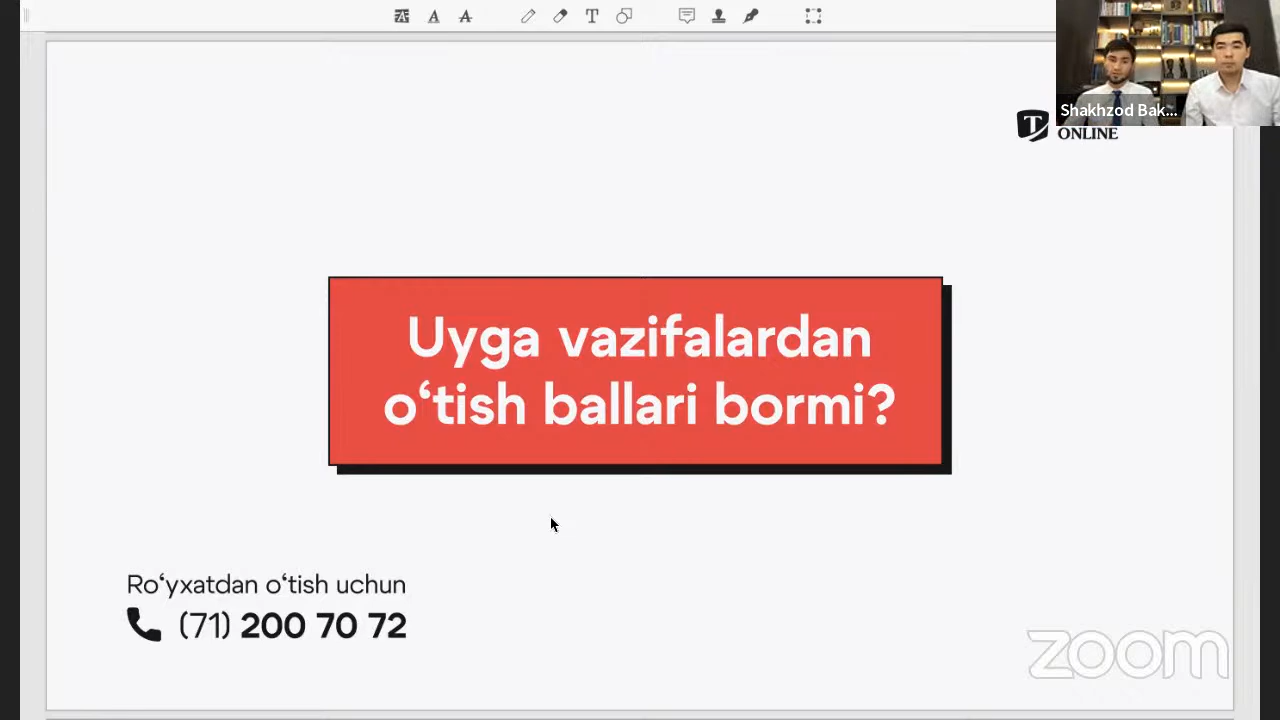 Shakhzod Bak...
T
ONLINE
Uyga vazifalardan
o‘tish ballari bormi?
Ro‘yxatdan o‘tish uchun
(71) 200 70 72
zoom